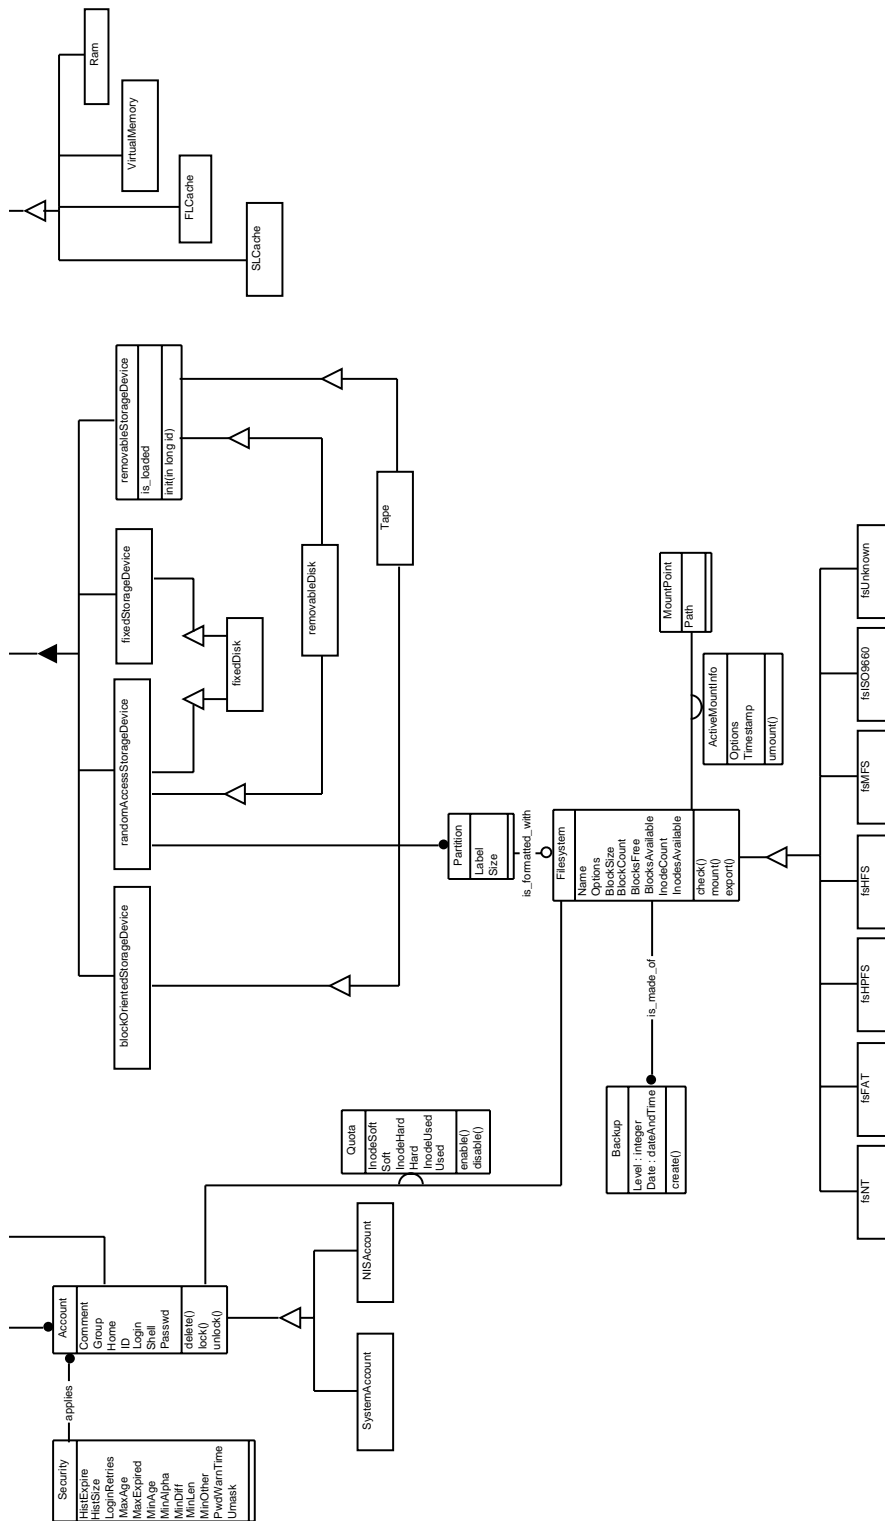 Security
HistExpire
HistSize
LoginRetries
MaxAge
MaxExpired
MinAge
MinAlpha
MinDiff
MinLen
MinOther
PwdWarnTime
Umask
applies
Account
Comment
Group
Home
ID
Login
Shell
Passwd
delete()
lock()
unlock()
SystemAccount
NISAccount
Quota
InodeSoft
Soft
InodeHard
Hard
InodeUsed
Used
enable()
disable()
blockOrientedStorageDevice
randomAccessStorageDevice
fixedStorageDevice
removableStorageDevice
is_loaded
init(in long id)
fixedDisk
removableDisk
Tape
Ram
VirtualMemory
FLCache
SLCache
Partition
Label
Size
is_formatted_with
Filesystem
Name
Options
BlockSize
BlockCount
BlocksFree
BlocksAvailable
InodeCount
InodesAvailable
check()
mount()
export()
MountPoint
Path
ActiveMountInfo
Options
Timestamp
umount()
is_made_of
Backup
Level : integer
Date : dateAndTime
create()
fsNT
fsFAT
fsHPFS
fsHFS
fsMFS
fsISO9660
fsUnknown